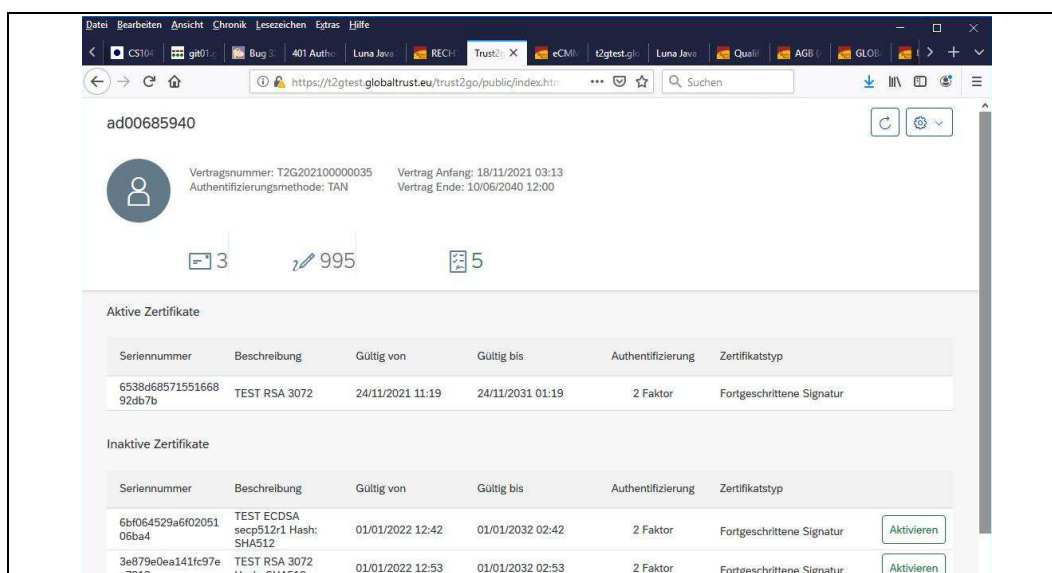 Datei Bearbeiten Ansicht Chronik Lesezeichen Extras Hilfe
CS104 git01.g Bug 3. 401 Autho Luna Java RECH Trust2g eCM t2gtest.glo Luna Java Qualif AGB ( GLOB
https://t2gtest.globaltrust.eu/trust2go/public/index.htm Suchen
ad00685940
Vertragsnummer: T2G202100000035 Vertrag Anfang: 18/11/2021 03:13
Authentifizierungsmethode: TAN Vertrag Ende: 10/06/2040 12:00
3 995 5
Aktive Zertifikate
Seriennummer Beschreibung Gültig von Gültig bis Authentifizierung Zertifikatstyp
6538d68571551668
92db7b TEST RSA 3072 24/11/2021 11:19 24/11/2031 01:19 2 Faktor Fortgeschrittene Signatur
Inaktive Zertifikate
Seriennummer Beschreibung Gültig von Gültig bis Authentifizierung Zertifikatstyp
6bf064529a6f02051
06ba4 TEST ECDSA
secp512r1 Hash:
SHA512 01/01/2022 12:42 01/01/2032 02:42 2 Faktor Fortgeschrittene Signatur Aktivieren
3e879e0ea141fc97e TEST RSA 3072
01/01/2022 12:53 01/01/2032 02:53 2 Faktor Fortgeschrittene Signatur Aktivieren